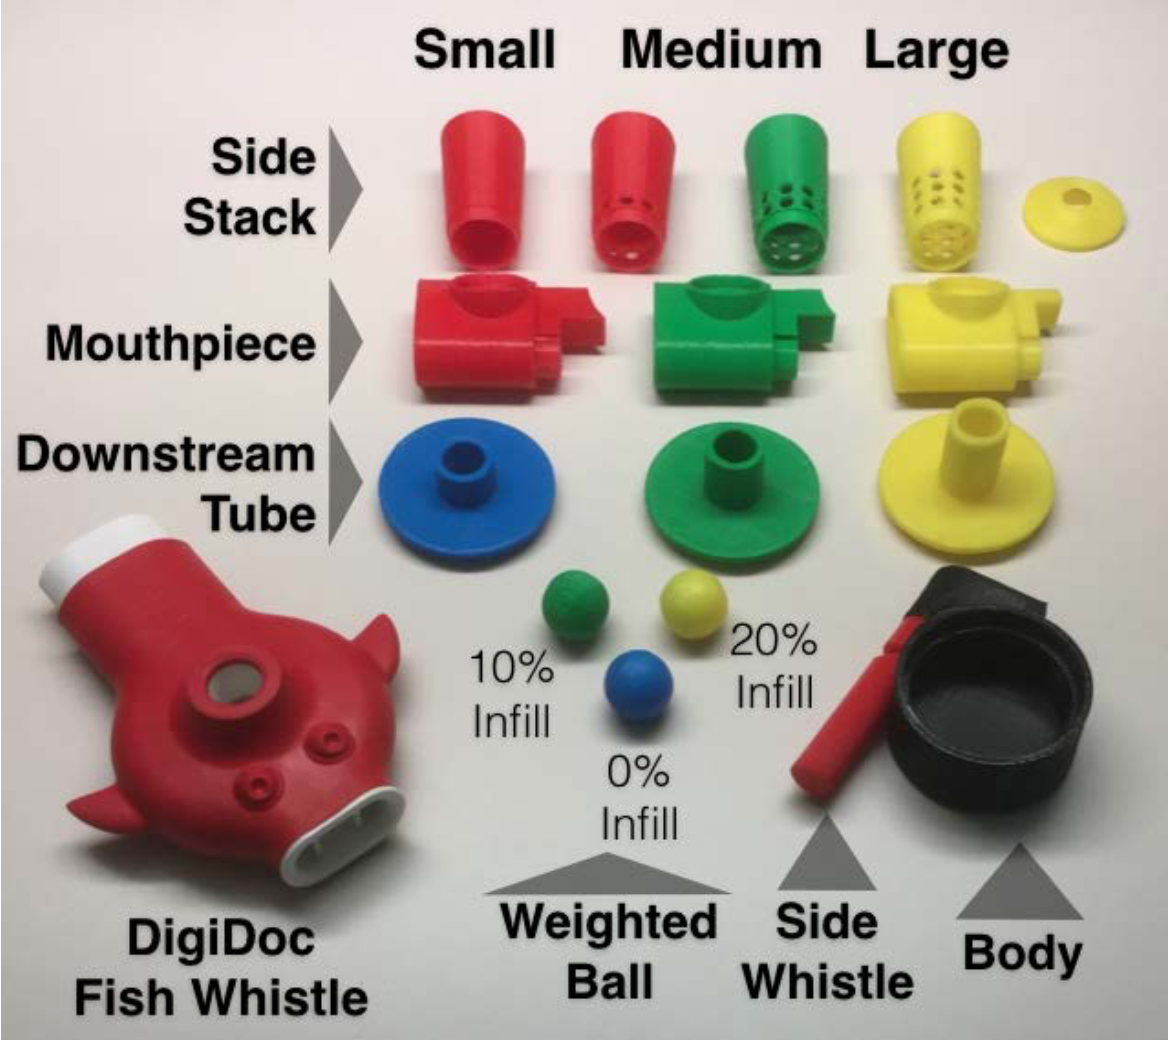 Small Medium Large
Side
Stack
Mouthpiece
Downstream
Tube
10%
Infill
20%
Infill
0%
Infill
DigiDoc
Fish Whistle
Weighted
Ball
Side
Whistle
Body